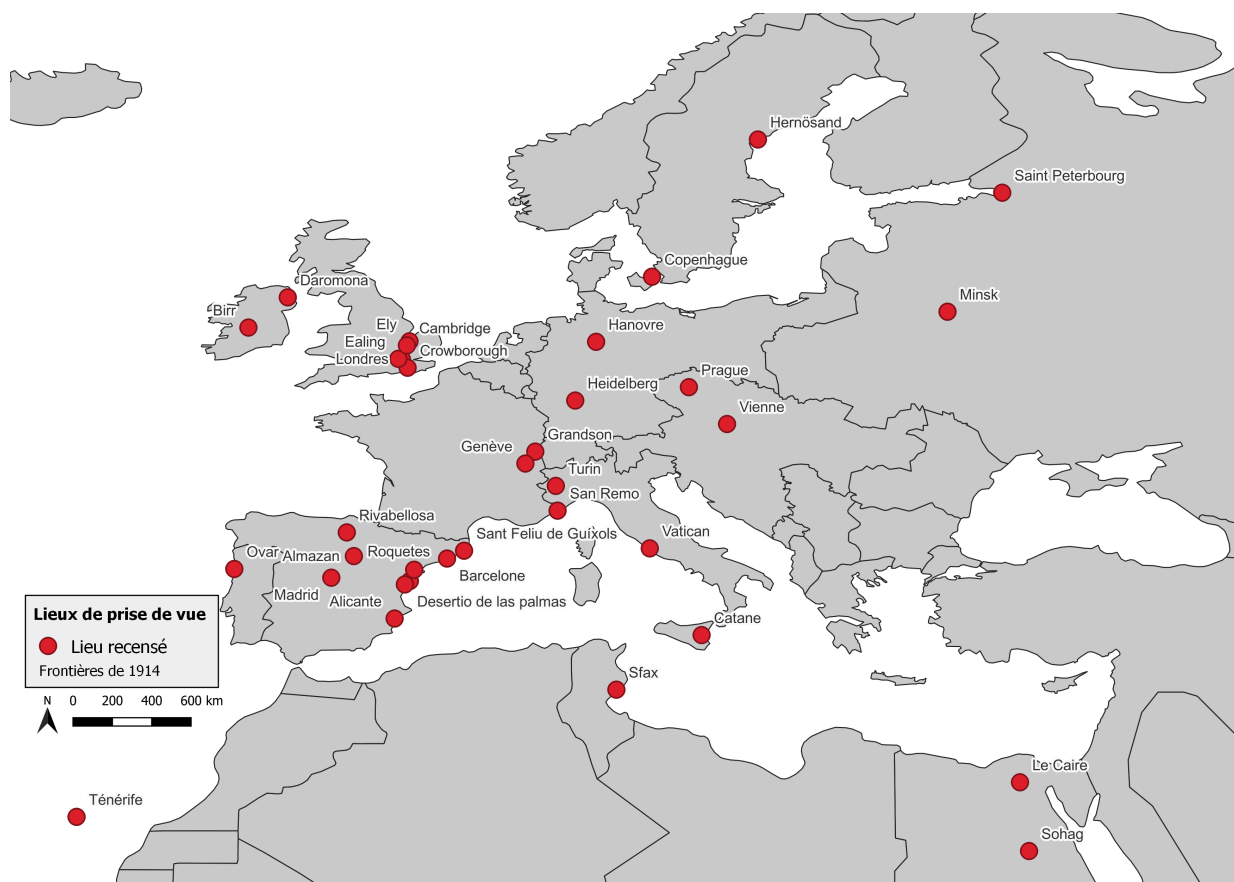 Hernösand
Saint Peterbourg
Copenhague
Daromona
Minsk
Birr
Ely
Cambridge
Hanovre
Ealing
Crowborough
Londres
Heidelberg
Prague
Vienne
Grandson
Genève
Turin
San Remo
Rivabellosa
Sant Feliu de Guíxols
Vatican
Ovar
Almazan
Roquetes
Barcelone
Madrid
Alicante
Desertio de las palmas
Catane
Sfax
Le Caire
Ténérife
Sohag
Lieux de prise de vue
Lieu recensé
Frontières de 1914
N
0 200 400 600 km